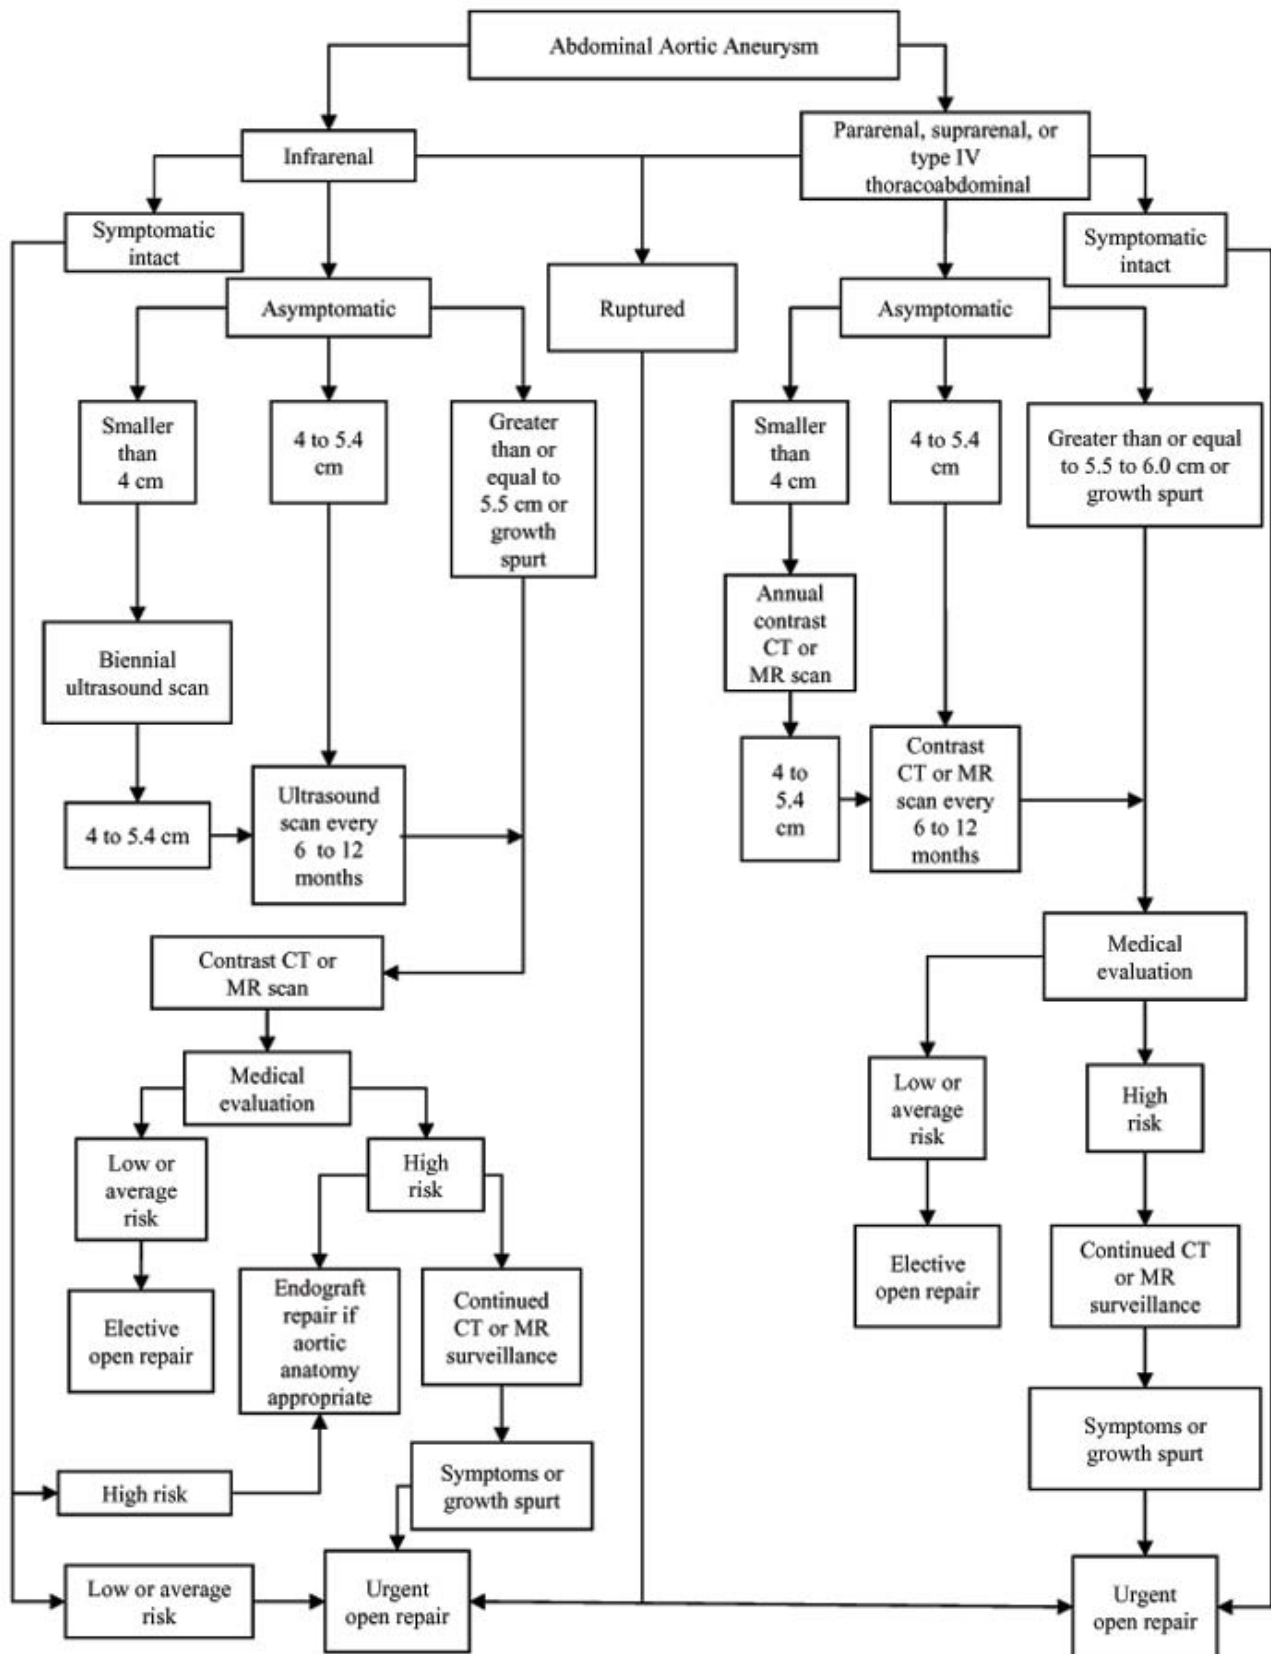 Abdominal Aortic Aneurysm
Infrarenal
Pararenal, suprarenal, or
type IV
thoracoabdominal
Symptomatic
intact
Symptomatic
intact
Asymptomatic
Ruptured
Asymptomatic
Smaller
than
4 cm
4 to 5.4
cm
Greater
than or
equal to
5.5 cm or
growth
spurt
Smaller
than
4 cm
4 to 5.4
cm
Greater than or equal
to 5.5 to 6.0 cm or
growth spurt
Annual
contrast
CT or
MR scan
Biennial
ultrasound scan
4 to 5.4 cm
Ultrasound
scan every
6 to 12
months
4 to
5.4
cm
Contrast
CT or MR
scan every
6 to 12
months
Contrast CT or
MR scan
Medical
evaluation
Medical
evaluation
Low or
average
risk
High
risk
Low or
average
risk
High
risk
Elective
open repair
Endograft
repair if
aortic
anatomy
appropriate
Continued
CT or MR
surveillance
Elective
open repair
Continued CT
or MR
surveillance
High risk
Symptoms or
growth spurt
Symptoms or
growth spurt
Low or average
risk
Urgent
open repair
Urgent
open repair